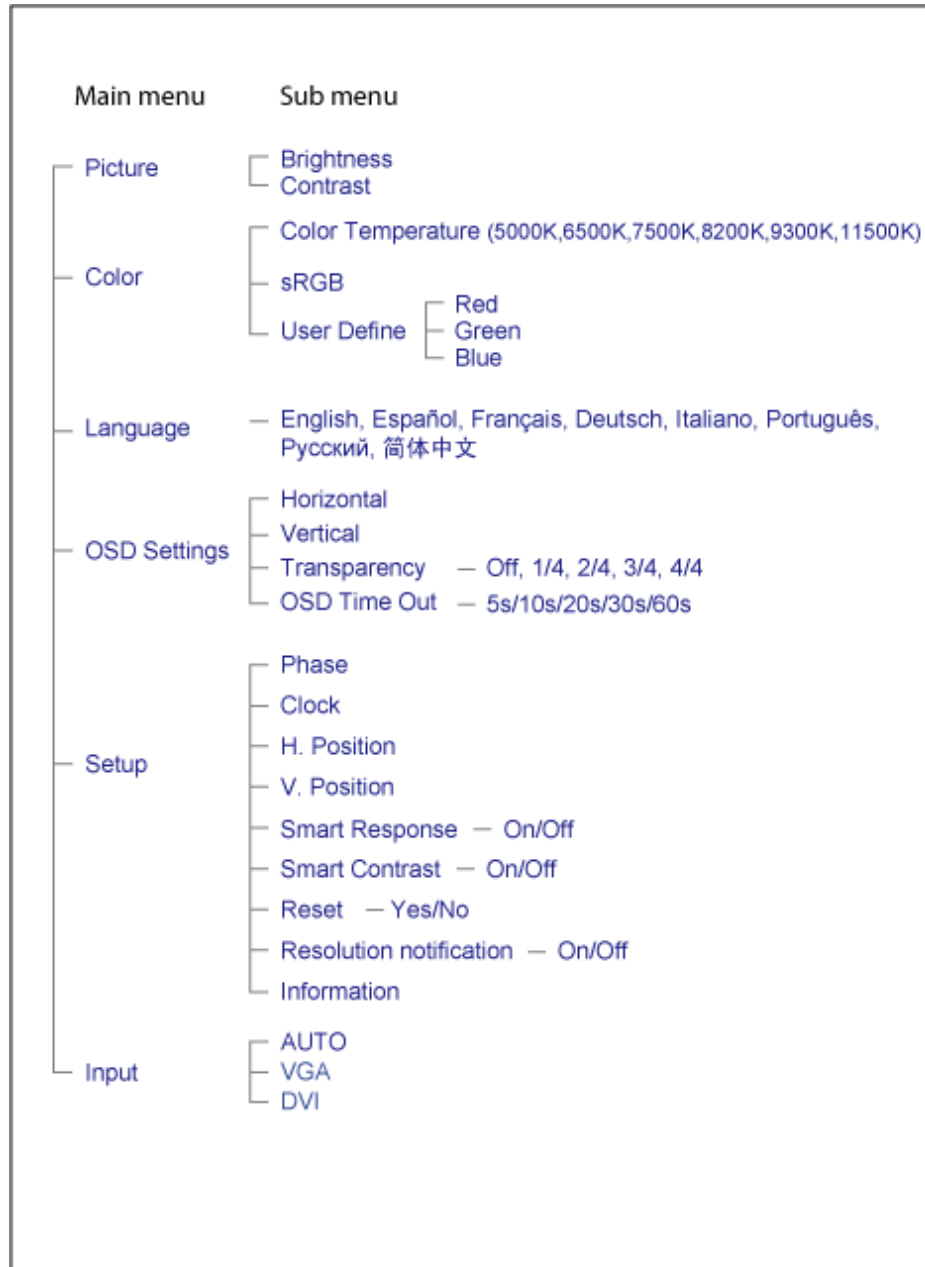 Main menu Sub menu
Picture Brightness
Contrast
Color Temperature (5000K,6500K,7500K,8200K,9300K,11500K)
Color sRGB
Red
User Define Green
Blue
Language English, Español, Français, Deutsch, Italiano, Português,
Русский, 简体中文
Horizontal
Vertical
OSD Settings
Transparency — Off, 1/4, 2/4, 3/4, 4/4
OSD Time Out — 5s/10s/20s/30s/60s
Phase
Clock
H. Position
Setup
V. Position
Smart Response — On/Off
Smart Contrast — On/Off
Reset — Yes/No
Resolution notification — On/Off
Information
AUTO
Input VGA
DVI